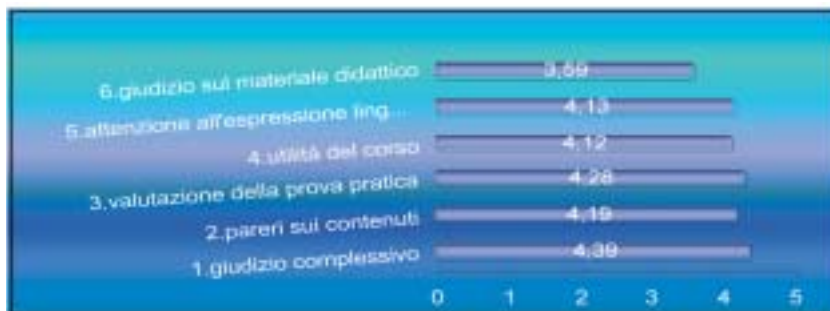 6.giudizio sul materiale didattico 3,59
5.attenzione all'espressione ling... 4,13
4.utilità del corso 4,12
3.valutazione della prova pratica 4,28
2.pareri sui contenuti 4,19
1.giudizio complessivo 4,39
0 1 2 3 4 5